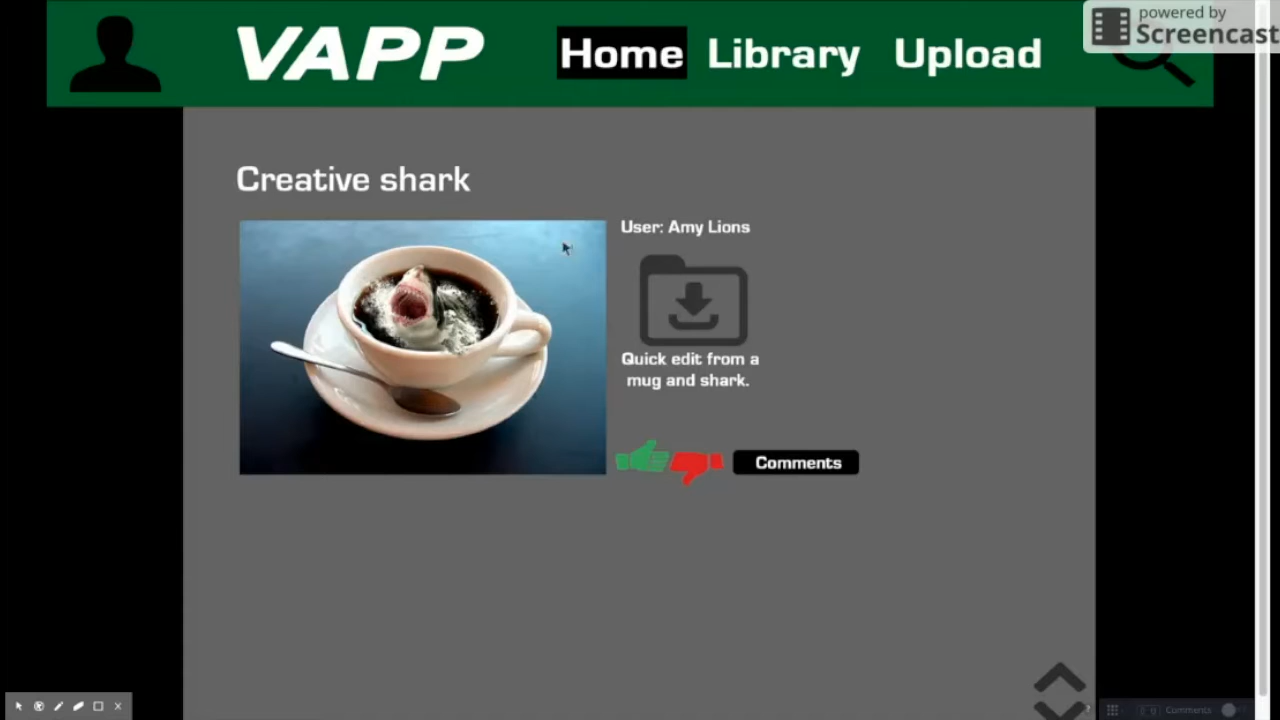 powered by
Screencast
VAPP
Home
Library
Upload
Creative shark
User: Amy Lions
Quick edit from a
mug and shark.
Comments
Comments